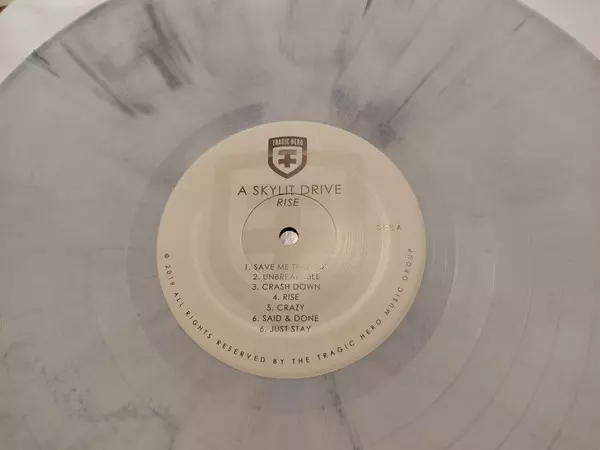 TRAGIC HERO
A SKYLIT DRIVE
RISE
SIDE A
1. SAVE ME
2. UNBREAKABLE
3. CRASH DOWN
4. RISE
5. CRAZY
6. SAID & DONE
6. JUST STAY
© 2019 ALL RIGHTS RESERVED BY THE TRAGIC HERO MUSIC GROUP